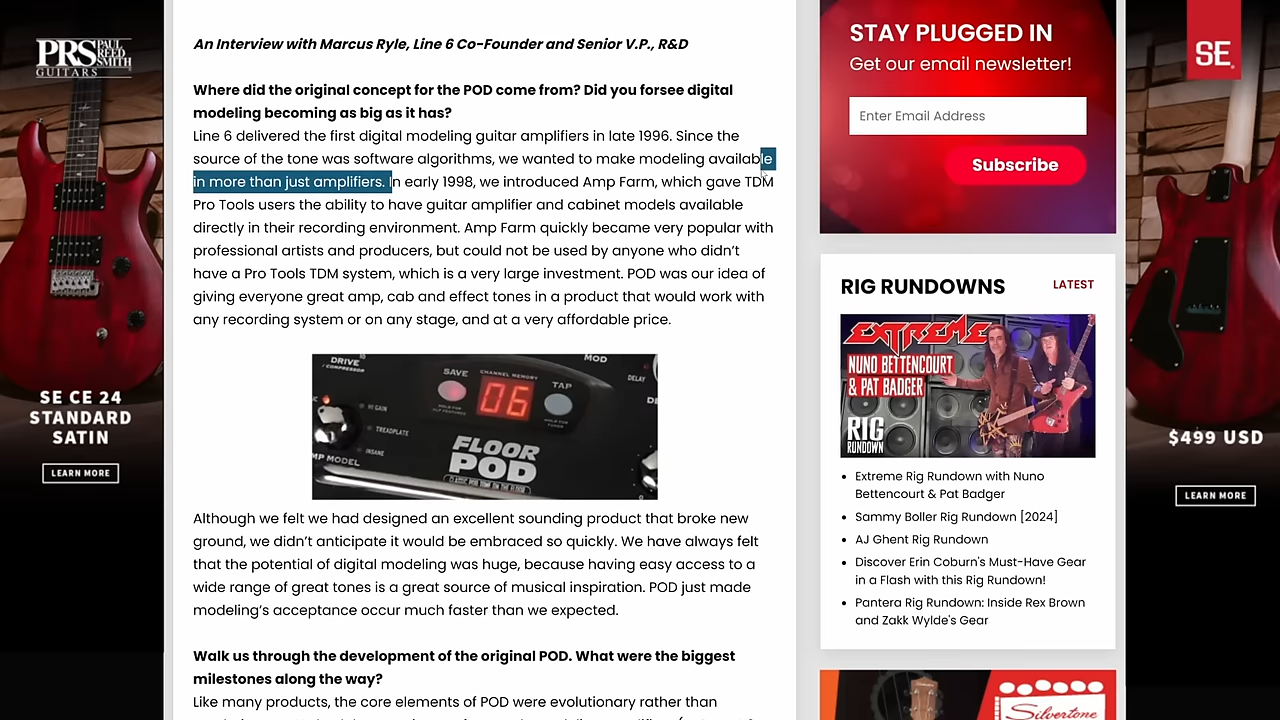 PRS PAUL REED SMITH
GUITARS
SE CE 24
STANDARD
SATIN
LEARN MORE
An Interview with Marcus Ryle, Line 6 Co-Founder and Senior V.P., R&D
Where did the original concept for the POD come from? Did you forsee digital
modeling becoming as big as it has?
Line 6 delivered the first digital modeling guitar amplifiers in late 1996. Since the
source of the tone was software algorithms, we wanted to make modeling available
in more than just amplifiers. In early 1998, we introduced Amp Farm, which gave TDM
Pro Tools users the ability to have guitar amplifier and cabinet models available
directly in their recording environment. Amp Farm quickly became very popular with
professional artists and producers, but could not be used by anyone who didn’t
have a Pro Tools TDM system, which is a very large investment. POD was our idea of
giving everyone great amp, cab and effect tones in a product that would work with
any recording system or on any stage, and at a very affordable price.
DRIVE
/COMPRESSOR
MOD
SAVE
CHANNEL MEMORY
TAP
DELAY
06
HI GAIN
TREADPLATE
INSANE
MP MODEL
FLOOR
POD
Although we felt we had designed an excellent sounding product that broke new
ground, we didn’t anticipate it would be embraced so quickly. We have always felt
that the potential of digital modeling was huge, because having easy access to a
wide range of great tones is a great source of musical inspiration. POD just made
modeling’s acceptance occur much faster than we expected.
Walk us through the development of the original POD. What were the biggest
milestones along the way?
Like many products, the core elements of POD were evolutionary rather than
STAY PLUGGED IN
Get our email newsletter!
Enter Email Address
Subscribe
RIG RUNDOWNS
LATEST
EXTREME
NUNO BETTENCOURT
& PAT BADGER
RIG
RUNDOWN
• Extreme Rig Rundown with Nuno
Bettencourt & Pat Badger
• Sammy Boller Rig Rundown [2024]
• AJ Ghent Rig Rundown
• Discover Erin Coburn's Must-Have Gear
in a Flash with this Rig Rundown!
• Pantera Rig Rundown: Inside Rex Brown
and Zakk Wylde's Gear
Silvertone
SE
$499 USD
LEARN MORE